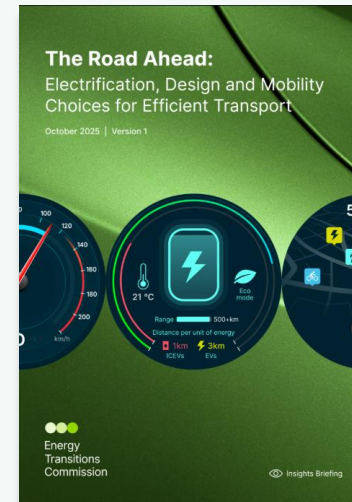 The Road Ahead:
Electrification, Design and Mobility
Choices for Efficient Transport
October 2025 | Version 1
100
120
140
160
180
200
km/h
21 °C
Eco
mode
Range
500+km
Distance per unit of energy
1km
3km
ICEVs
EVs
Energy
Transitions
Commission
Insights Briefing